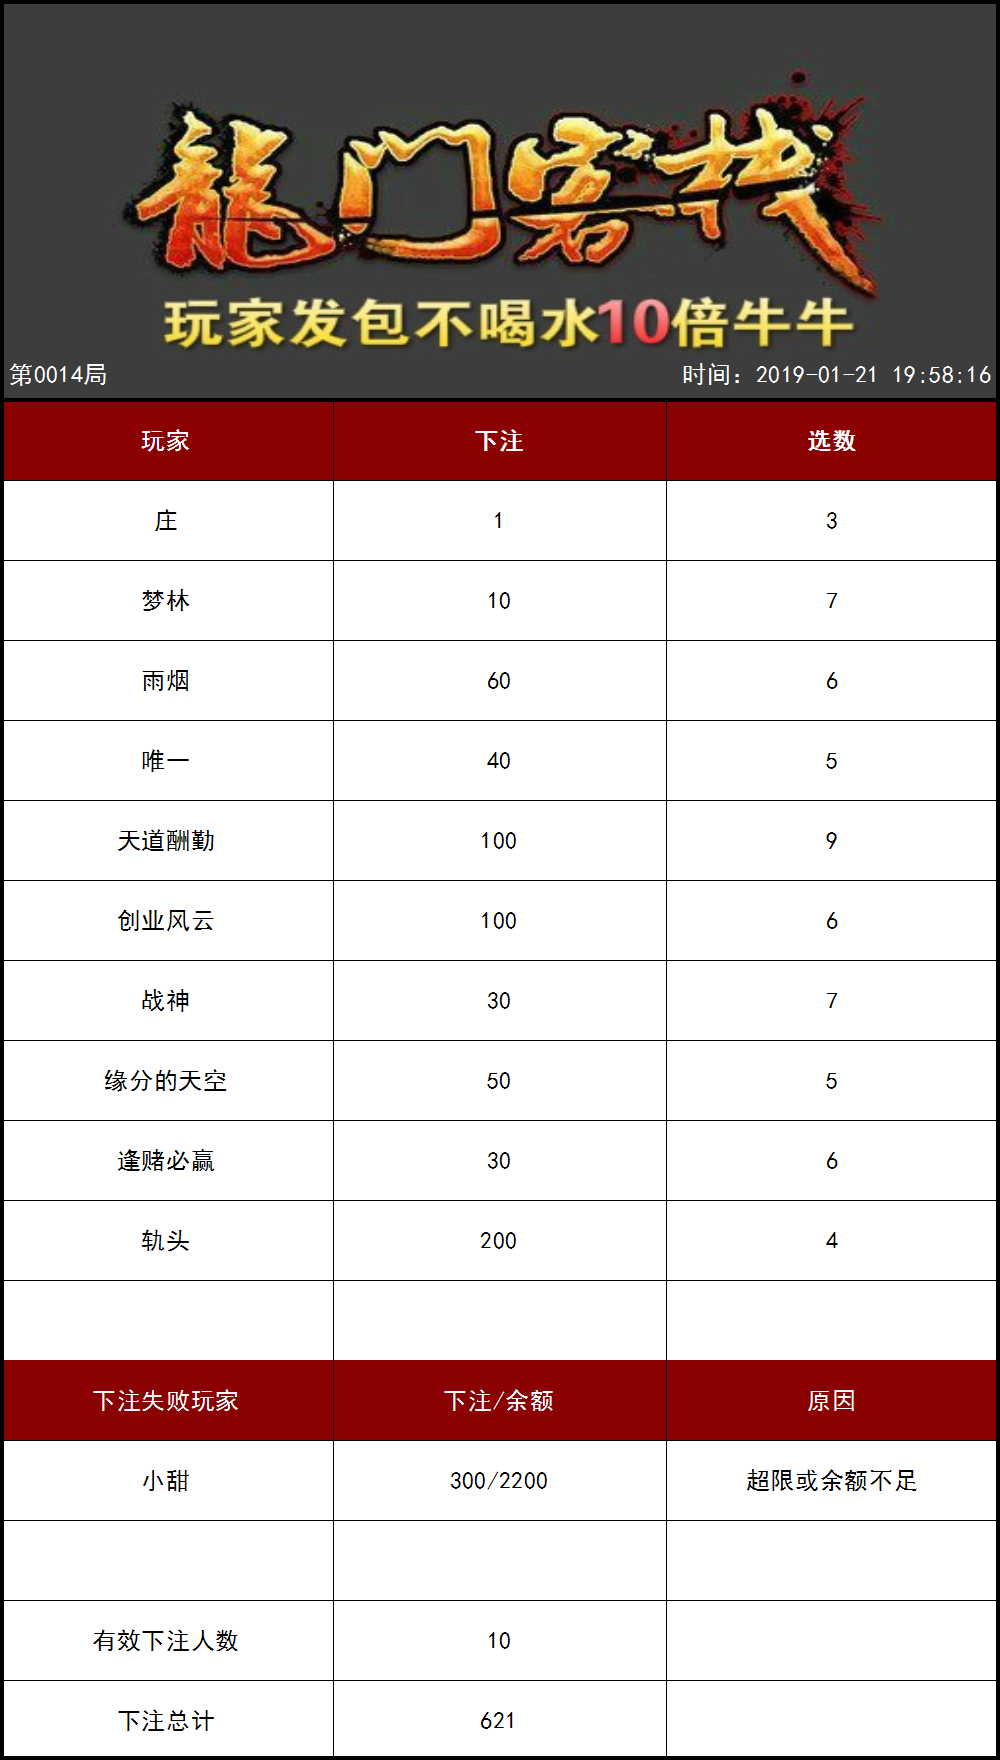 龍门客栈
玩家发包不喝水10倍牛牛
第0014局 时间：2019-01-21 19:58:16
玩家 下注 选数
庄 1 3
梦林 10 7
雨烟 60 6
唯一 40 5
天道酬勤 100 9
创业风云 100 6
战神 30 7
缘分的天空 50 5
逢赌必赢 30 6
轨头 200 4
下注失败玩家 下注/余额 原因
小甜 300/2200 超限或余额不足
有效下注人数 10
下注总计 621